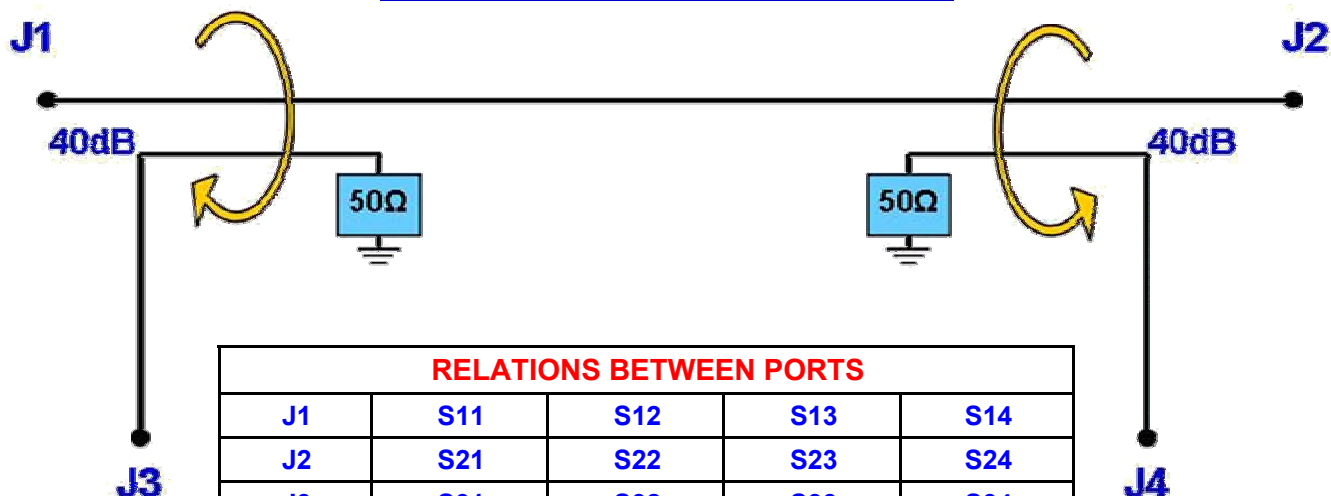 J1 J2
40dB 40dB
50Ω 50Ω
RELATIONS BETWEEN PORTS
J1 S11 S12 S13 S14
J2 S21 S22 S23 S24
J3 J4